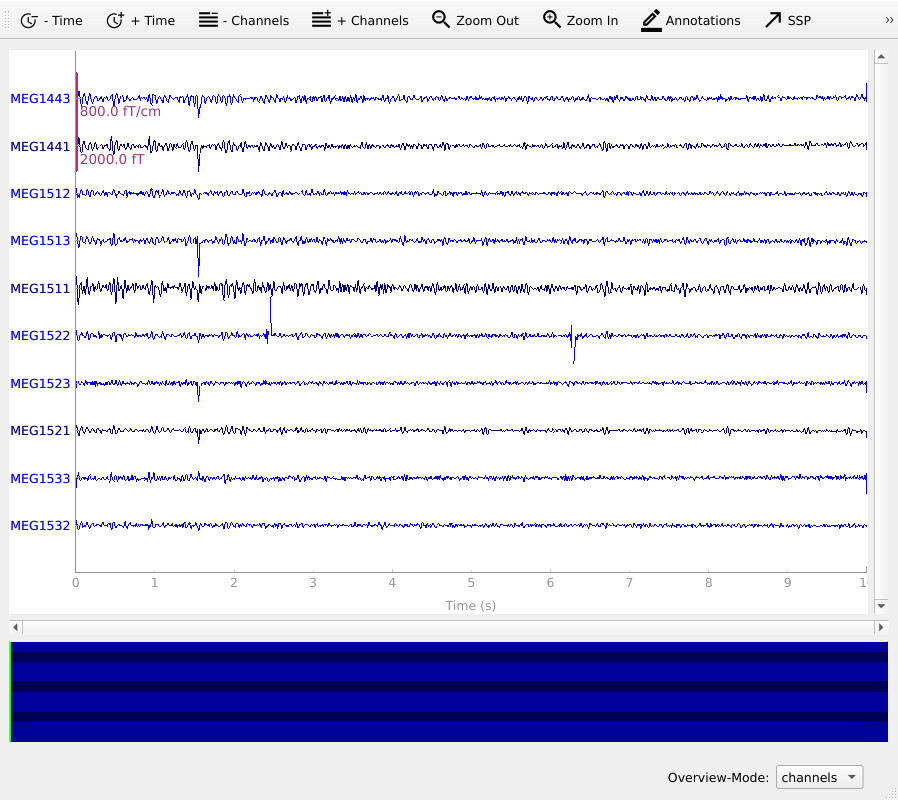 - Time + Time - Channels + Channels Zoom Out Zoom In Annotations SSP »
MEG1443
800.0 fT/cm
MEG1441
2000.0 fT
MEG1512
MEG1513
MEG1511
MEG1522
MEG1523
MEG1521
MEG1533
MEG1532
0 1 2 3 4 5 6 7 8 9 1
Time (s)
Overview-Mode: channels